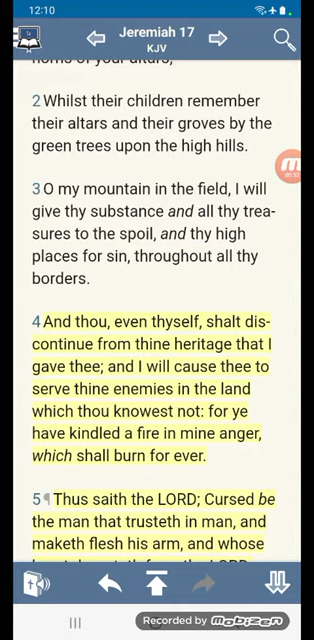 12:10
Jeremiah 17
KJV
horns of your altars;
2 Whilst their children remember
their altars and their groves by the
green trees upon the high hills.
3 O my mountain in the field, I will
give thy substance and all thy trea-
sures to the spoil, and thy high
places for sin, throughout all thy
borders.
4 And thou, even thyself, shalt dis-
continue from thine heritage that I
gave thee; and I will cause thee to
serve thine enemies in the land
which thou knowest not: for ye
have kindled a fire in mine anger,
which shall burn for ever.
5 ¶ Thus saith the LORD; Cursed be
the man that trusteth in man, and
maketh flesh his arm, and whose
Recorded by mobizen